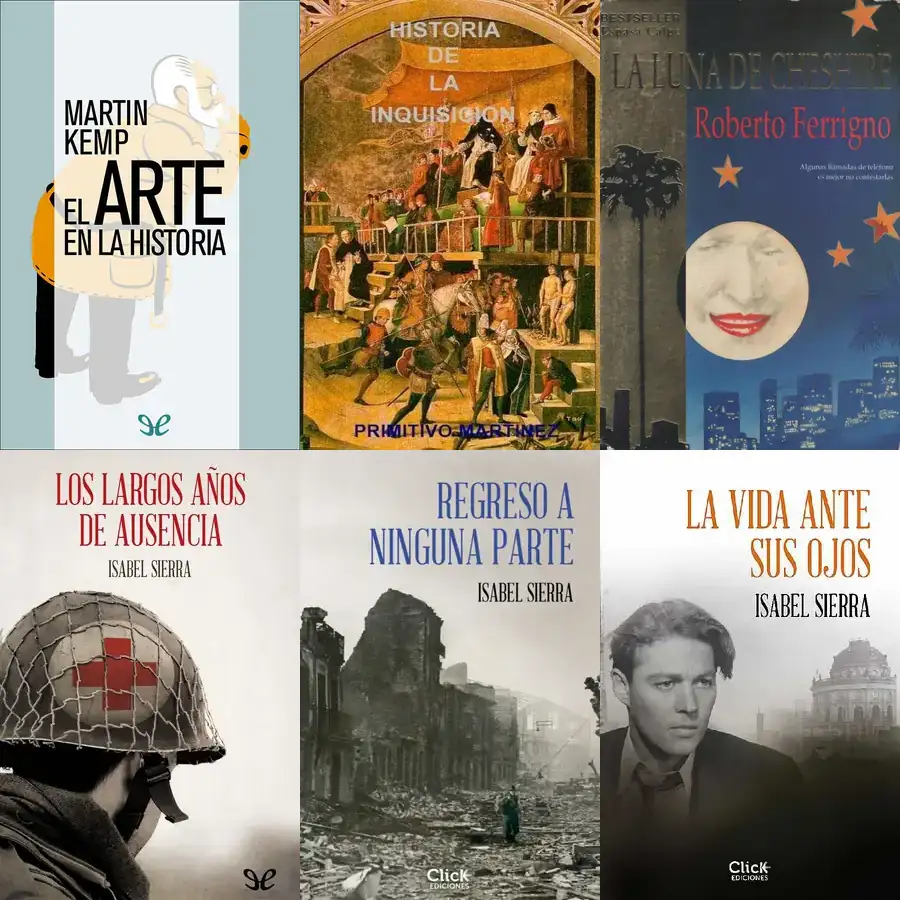 MARTIN
KEMP
EL ARTE
EN LA HISTORIA
HISTORIA
DE
LA
INQUISICION
PRIMITIVO MARTINEZ
BESTSELLER
Espasa Calpe
LA LUNA DE CHESHIRE
Roberto Ferrigno
Algunas llamadas de teléfono
es mejor no contestarlas
LOS LARGOS AÑOS
DE AUSENCIA
ISABEL SIERRA
REGRESO A
NINGUNA PARTE
ISABEL SIERRA
Click
EDICIONES
LA VIDA ANTE
SUS OJOS
ISABEL SIERRA
Click
EDICIONES